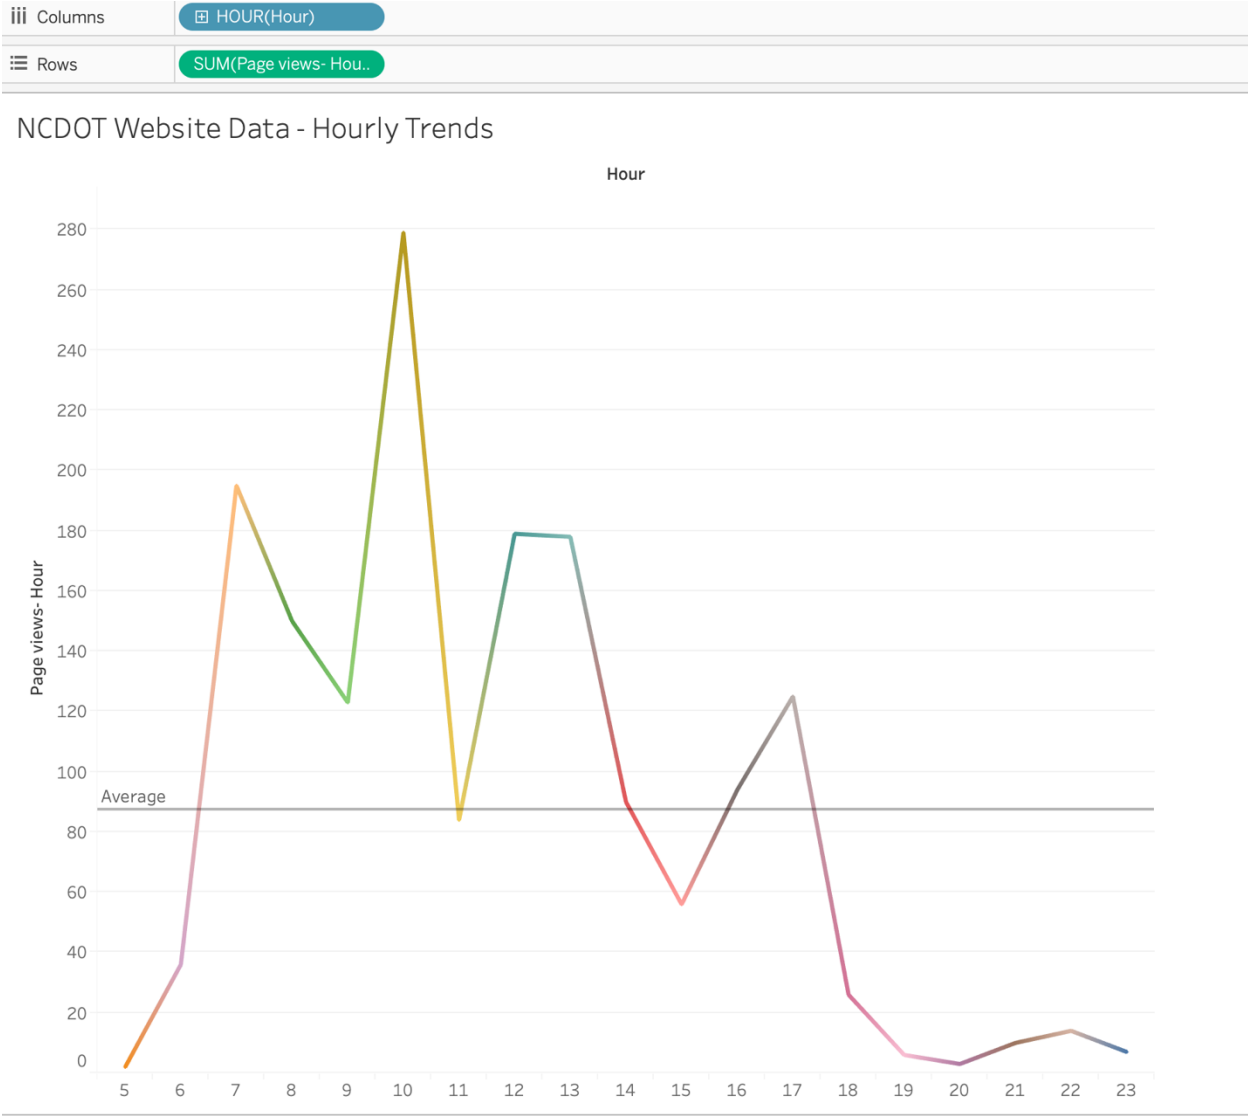 Columns
HOUR(Hour)
Rows
SUM(Page views- Hou..
NCDOT Website Data - Hourly Trends
Hour
280
260
240
220
200
180
160
140
120
100
80
60
40
20
0
Page views- Hour
Average
5 6 7 8 9 10 11 12 13 14 15 16 17 18 19 20 21 22 23